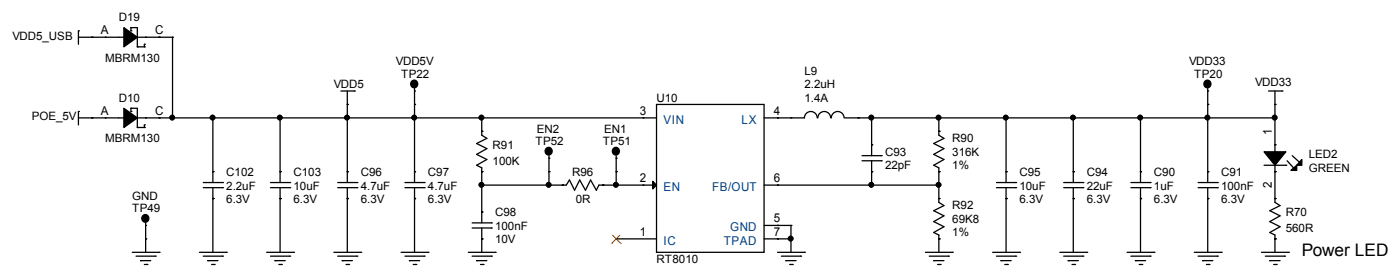 D19
VDD5_USB
A
C
MBRM130
D10
POE_5V
A
C
MBRM130
GND
TP49
C102
2.2uF
6.3V
C103
10uF
6.3V
VDD5
C96
4.7uF
6.3V
VDD5V
TP22
C97
4.7uF
6.3V
R91
100K
C98
100nF
10V
EN2
TP52
R96
0R
EN1
TP51
U10
3
VIN
LX
4
2
EN
FB/OUT
6
GND
5
1
IC
TPAD
7
RT8010
L9
2.2uH
1.4A
C93
22pF
R90
316K
1%
R92
69K8
1%
C95
10uF
6.3V
C94
22uF
6.3V
C90
1uF
6.3V
VDD33
TP20
C91
100nF
6.3V
VDD33
1
LED2
GREEN
2
R70
560R
Power LED